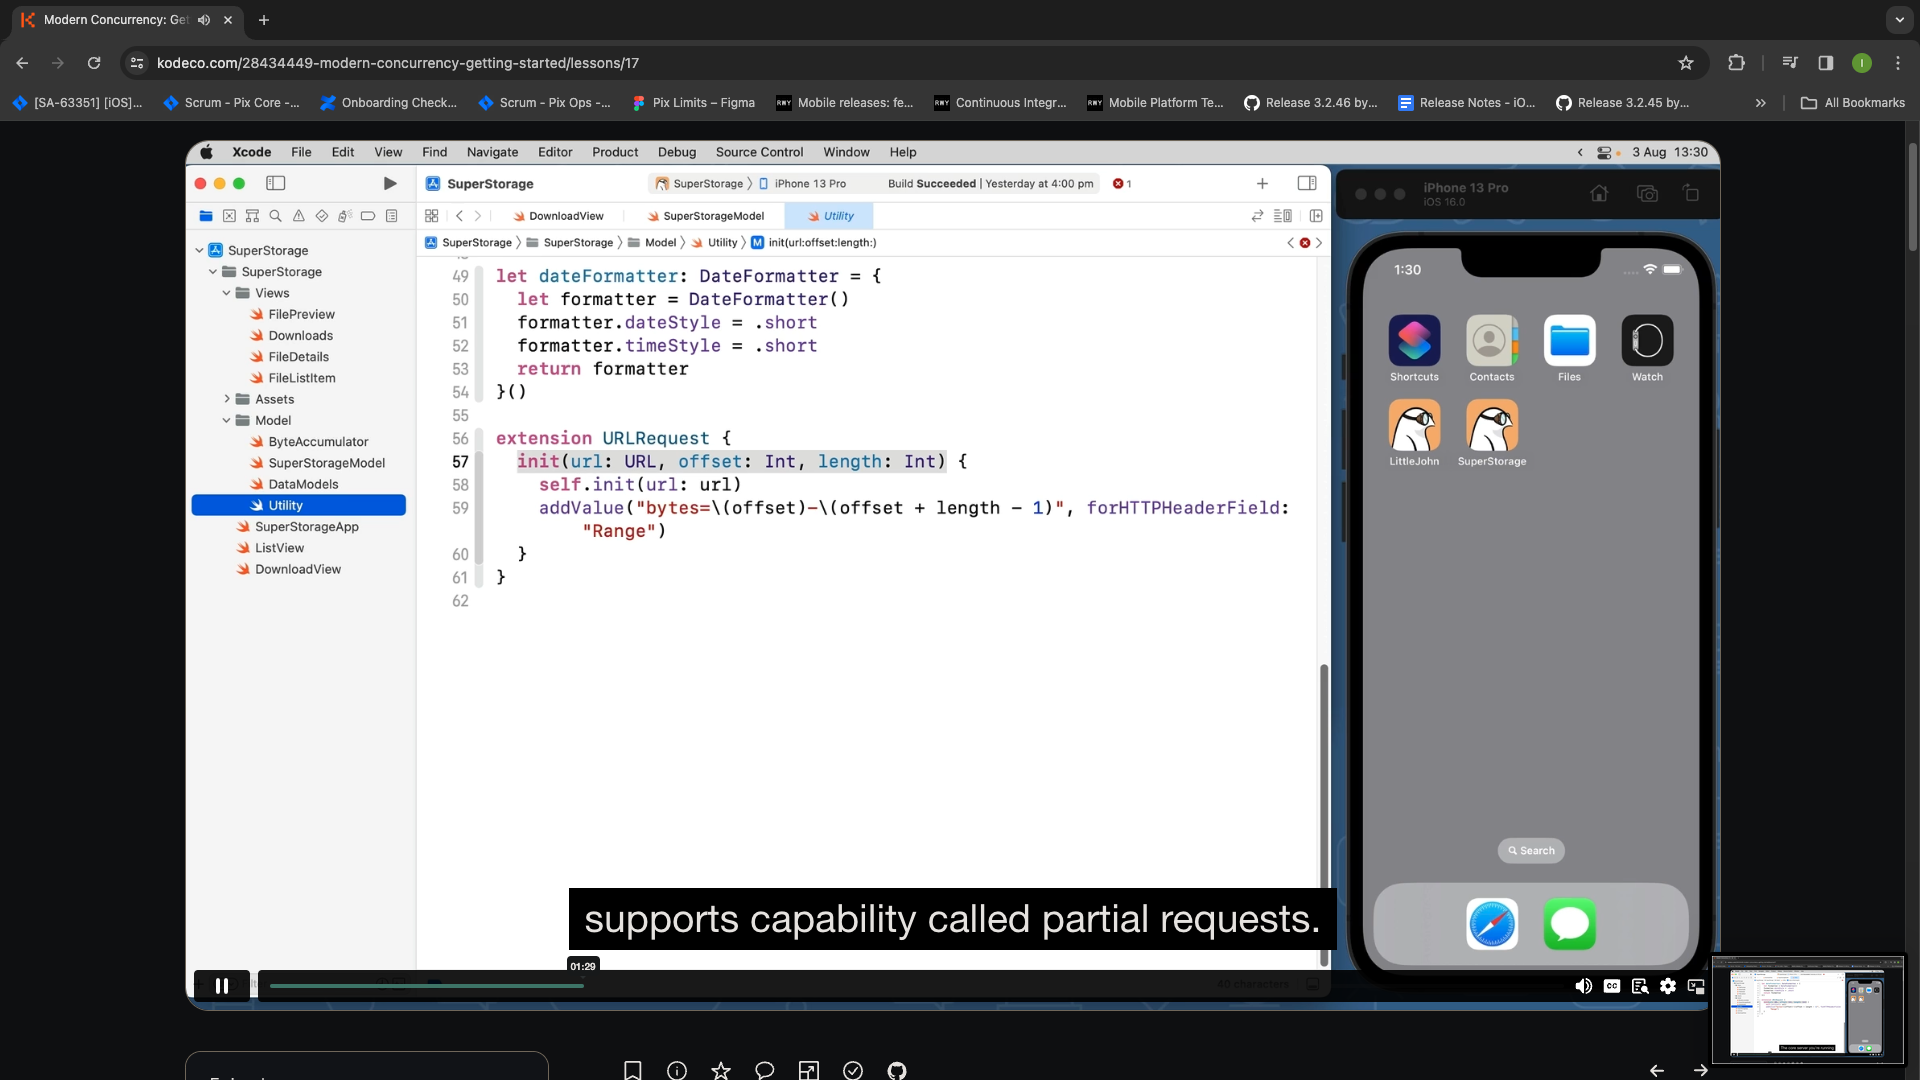 Modern Concurrency: Get
kodeco.com/28434449-modern-concurrency-getting-started/lessons/17
[SA-63351] [iOS]...
Scrum - Pix Core -...
Onboarding Check...
Scrum - Pix Ops -...
Pix Limits – Figma
RWY Mobile releases: fe...
RWY Continuous Integr...
RWY Mobile Platform Te...
Release 3.2.46 by...
Release Notes - iO...
Release 3.2.45 by...
All Bookmarks
Xcode File Edit View Find Navigate Editor Product Debug Source Control Window Help
3 Aug 13:30
SuperStorage
SuperStorage
iPhone 13 Pro
Build Succeeded | Yesterday at 4:00 pm
1
iPhone 13 Pro
iOS 16.0
DownloadView
SuperStorageModel
Utility
SuperStorage
SuperStorage
Model
Utility
M init(url:offset:length:)
SuperStorage
SuperStorage
Views
FilePreview
Downloads
FileDetails
FileListItem
Assets
Model
ByteAccumulator
SuperStorageModel
DataModels
Utility
SuperStorageApp
ListView
DownloadView
49 let dateFormatter: DateFormatter = {
50 let formatter = DateFormatter()
51 formatter.dateStyle = .short
52 formatter.timeStyle = .short
53 return formatter
54 }()
55
56 extension URLRequest {
57 init(url: URL, offset: Int, length: Int) {
58 self.init(url: url)
59 addValue("bytes=\(offset)-\(offset + length - 1)", forHTTPHeaderField:
"Range")
60 }
61 }
62
1:30
Shortcuts
Contacts
Files
Watch
LittleJohn
SuperStorage
Search
supports capability called partial requests.
01:29
40 characters
CC